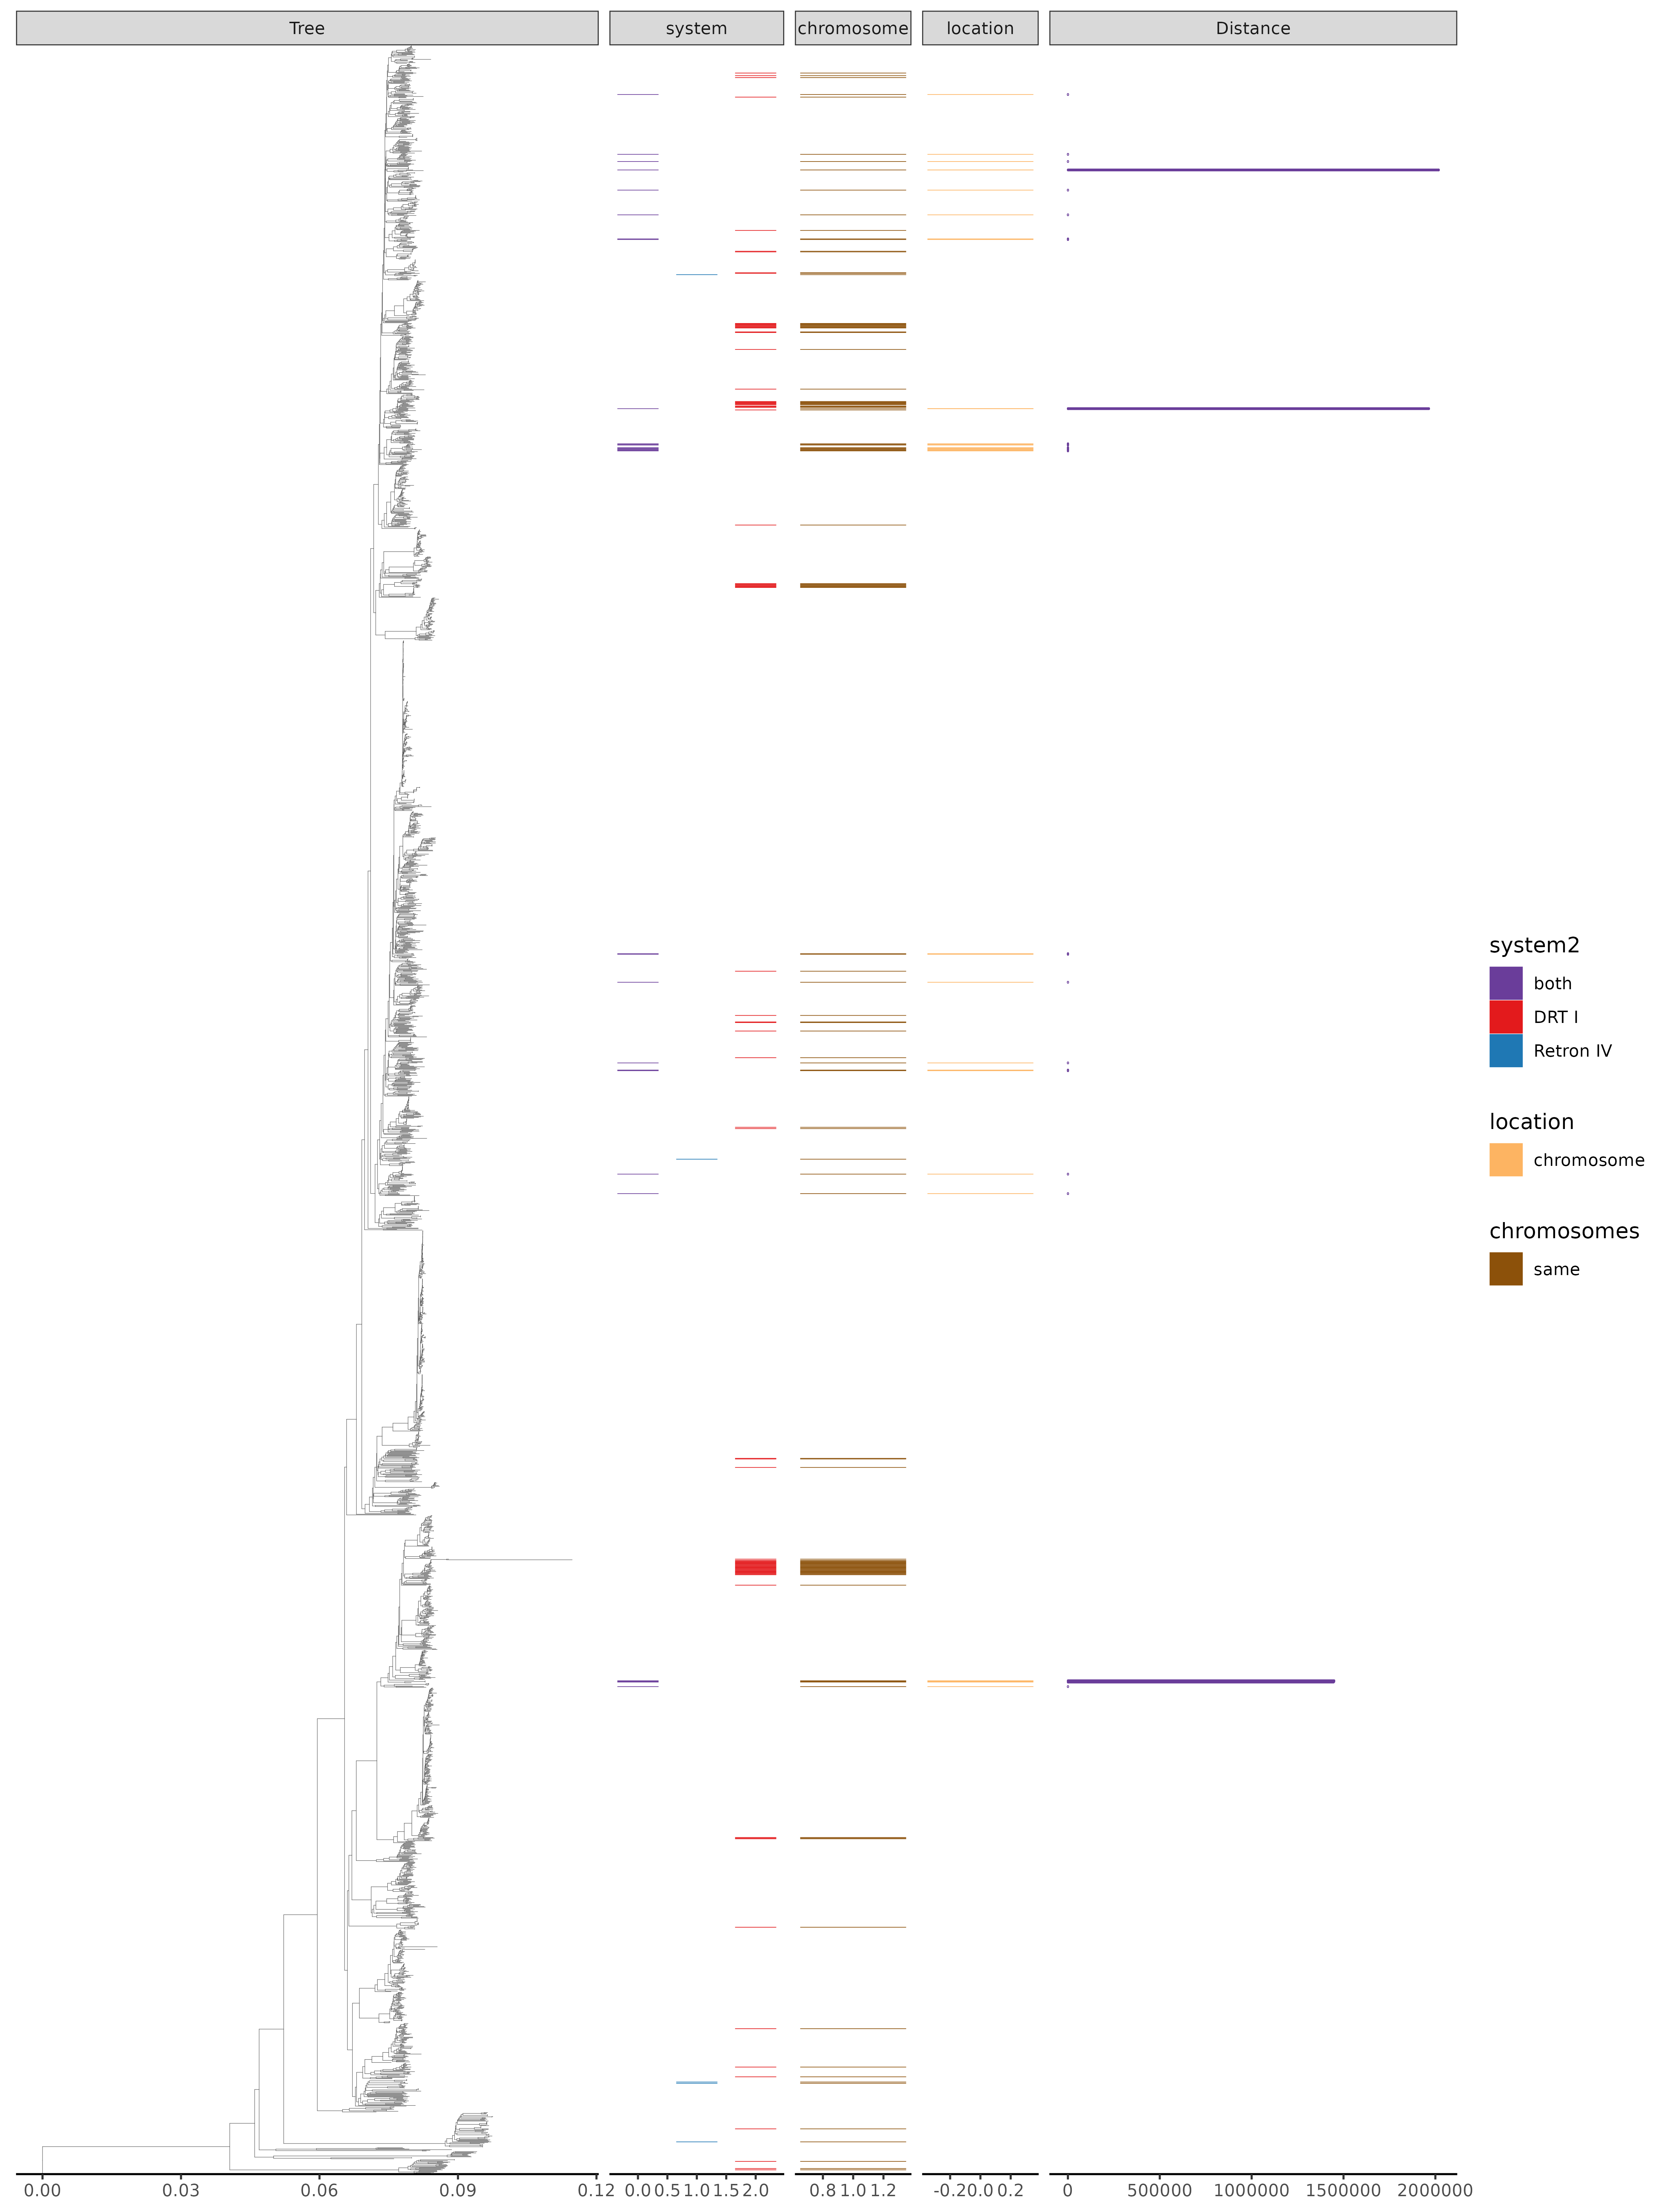 Tree system chromosome location Distance
system2
both
DRT I
Retron IV
location
chromosome
chromosomes
same
0.00 0.03 0.06 0.09 0.12 0.0 0.5 1.0 1.5 2.0 0.8 1.0 1.2 -0.2 0.0 0.2 0 500000 1000000 1500000 2000000